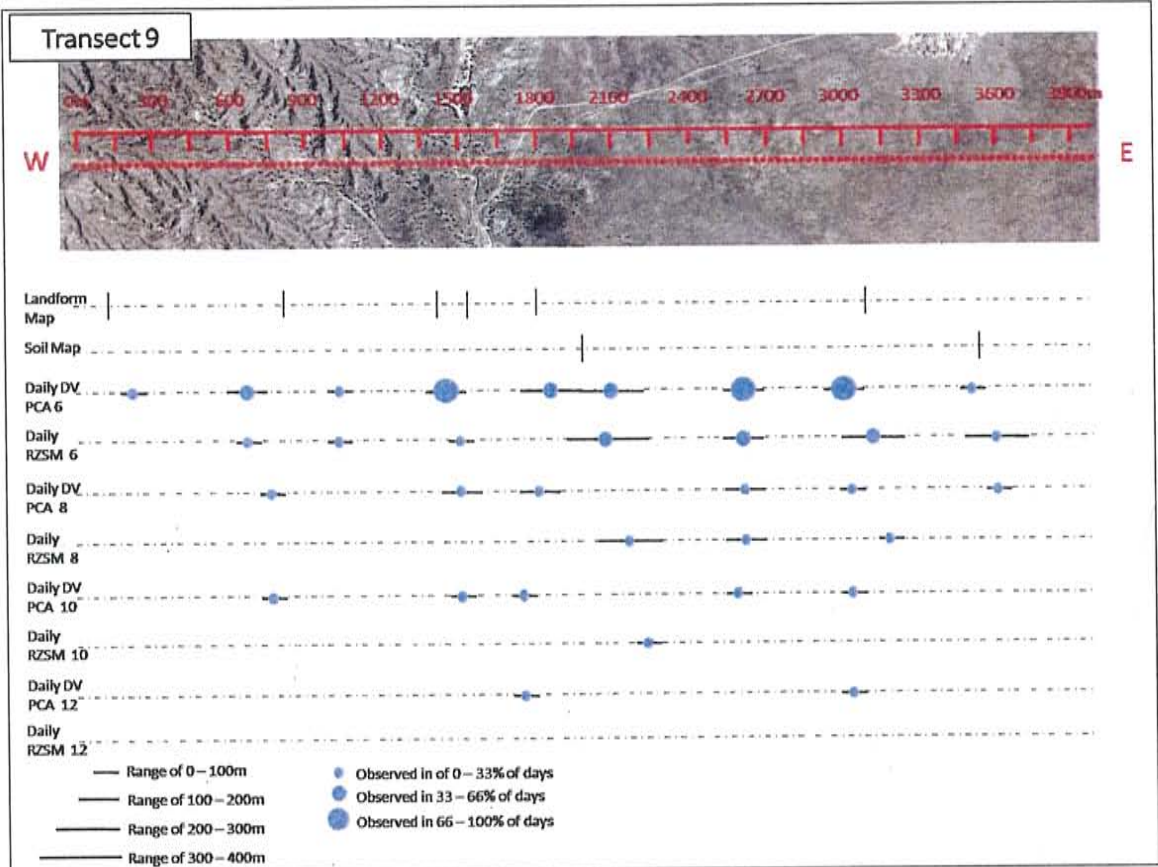 Transect 9
0m 300 600 900 1200 1500 1800 2100 2400 2700 3000 3300 3600 3900m
W
E
Landform
Map
Soil Map
Daily DV
PCA 6
Daily
RZSM 6
Daily DV
PCA 8
Daily
RZSM 8
Daily DV
PCA 10
Daily
RZSM 10
Daily DV
PCA 12
Daily
RZSM 12
Range of 0 – 100m
Range of 100 – 200m
Range of 200 – 300m
Range of 300 – 400m
Observed in of 0 – 33% of days
Observed in 33 – 66% of days
Observed in 66 – 100% of days